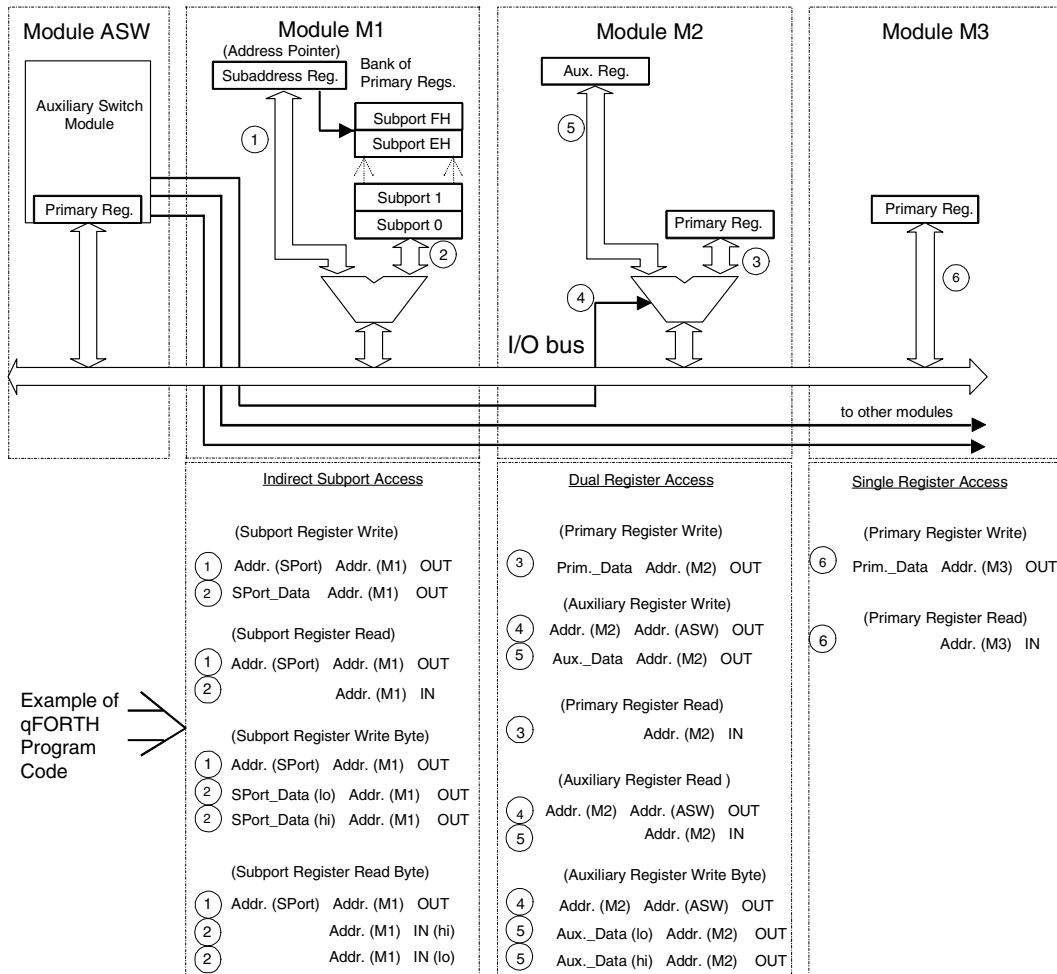 Module ASW
Module M1
Module M2
Module M3
(Address Pointer)
Subaddress Reg.
Bank of
Primary Regs.
Aux. Reg.
Auxiliary Switch
Module
Subport FH
Subport EH
1
5
Subport 1
Subport 0
Primary Reg.
Primary Reg.
Primary Reg.
2
3
4
6
I/O bus
to other modules
Indirect Subport Access
(Subport Register Write)
1 Addr. (SPort) Addr. (M1) OUT
2 SPort_Data Addr. (M1) OUT
(Subport Register Read)
1 Addr. (SPort) Addr. (M1) OUT
2 Addr. (M1) IN
Example of
qFORTH
Program
Code
(Subport Register Write Byte)
1 Addr. (SPort) Addr. (M1) OUT
2 SPort_Data (lo) Addr. (M1) OUT
2 SPort_Data (hi) Addr. (M1) OUT
(Subport Register Read Byte)
1 Addr. (SPort) Addr. (M1) OUT
2 Addr. (M1) IN (hi)
2 Addr. (M1) IN (lo)
Dual Register Access
(Primary Register Write)
3 Prim._Data Addr. (M2) OUT
(Auxiliary Register Write)
4 Addr. (M2) Addr. (ASW) OUT
5 Aux._Data Addr. (M2) OUT
(Primary Register Read)
3 Addr. (M2) IN
(Auxiliary Register Read )
4 Addr. (M2) Addr. (ASW) OUT
5 Addr. (M2) IN
(Auxiliary Register Write Byte)
4 Addr. (M2) Addr. (ASW) OUT
5 Aux._Data (lo) Addr. (M2) OUT
5 Aux._Data (hi) Addr. (M2) OUT
Single Register Access
(Primary Register Write)
6 Prim._Data Addr. (M3) OUT
(Primary Register Read)
6 Addr. (M3) IN